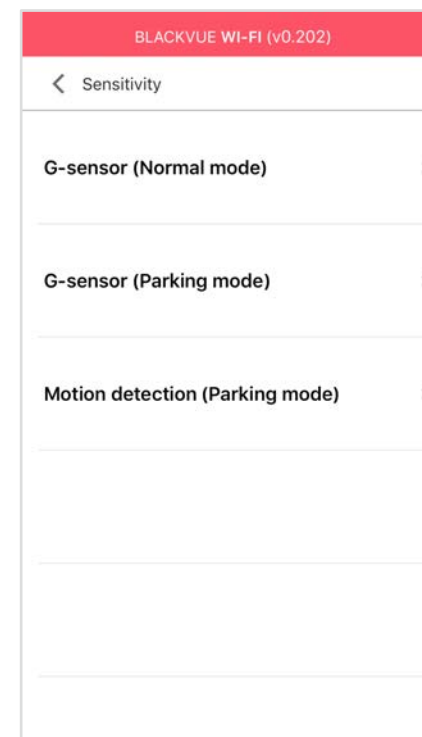 BLACKVUE WI-FI (v0.202)
Sensitivity
G-sensor (Normal mode)
G-sensor (Parking mode)
Motion detection (Parking mode)